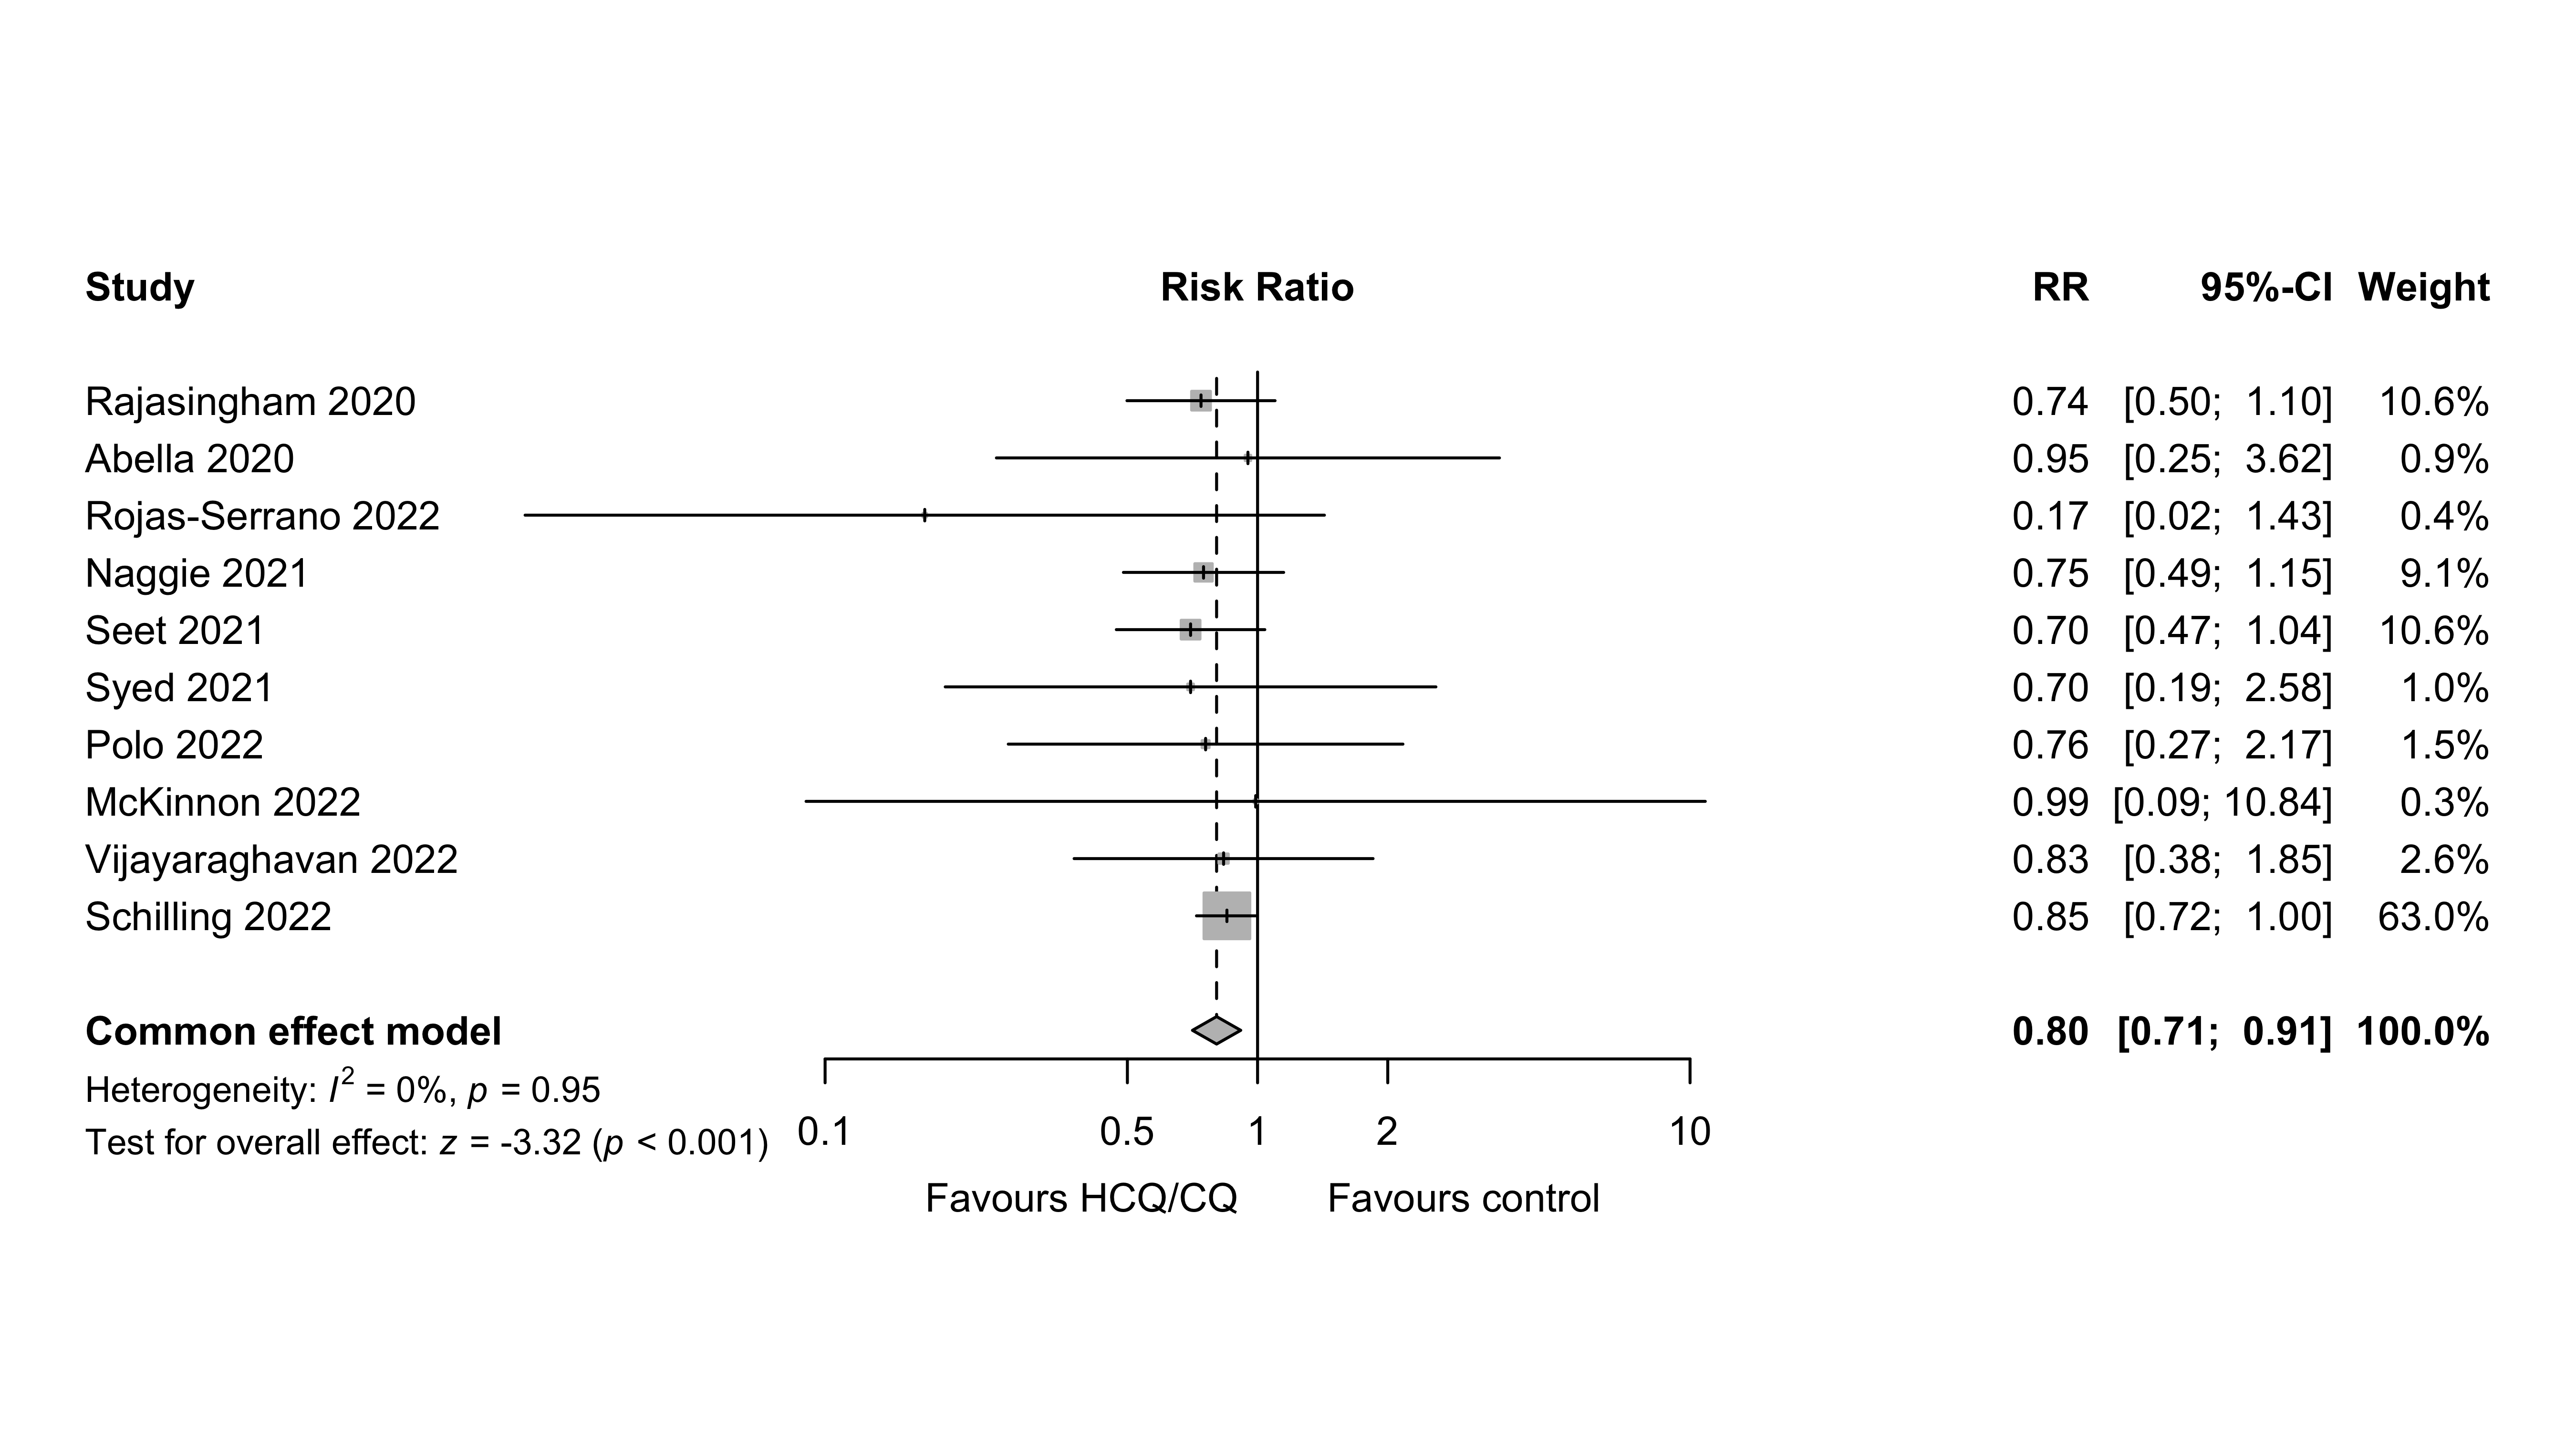 Study Risk Ratio RR 95%-CI Weight
Rajasingham 2020 0.74 [0.50; 1.10] 10.6%
Abella 2020 0.95 [0.25; 3.62] 0.9%
Rojas-Serrano 2022 0.17 [0.02; 1.43] 0.4%
Naggie 2021 0.75 [0.49; 1.15] 9.1%
Seet 2021 0.70 [0.47; 1.04] 10.6%
Syed 2021 0.70 [0.19; 2.58] 1.0%
Polo 2022 0.76 [0.27; 2.17] 1.5%
McKinnon 2022 0.99 [0.09; 10.84] 0.3%
Vijayaraghavan 2022 0.83 [0.38; 1.85] 2.6%
Schilling 2022 0.85 [0.72; 1.00] 63.0%
Common effect model 0.80 [0.71; 0.91] 100.0%
Heterogeneity: I² = 0%, p = 0.95
Test for overall effect: z = -3.32 (p < 0.001)
0.1 0.5 1 2 10
Favours HCQ/CQ Favours control